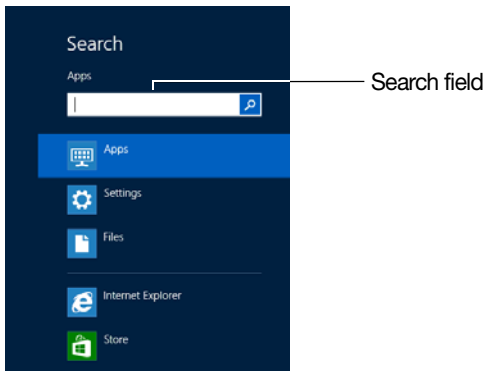 Search
Apps
Search field
Apps
Settings
Files
Internet Explorer
Store